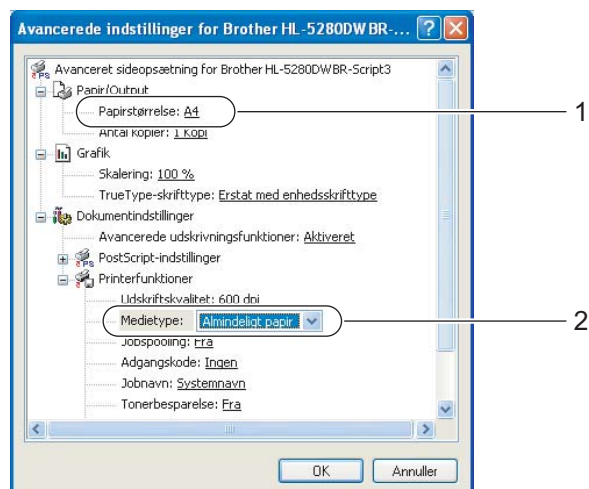 Avancerede indstillinger for Brother HL-5280DW BR-...
Avanceret sideopsætning for Brother HL-5280DW BR-Script3
Papir/Output
Papirstørrelse: A4
1
Antal kopier: 1 Kopi
Grafik
Skalering: 100 %
TrueType-skrifttype: Erstat med enhedsskrifttype
Dokumentindstillinger
Avancerede udskrivningsfunktioner: Aktiveret
PostScript-indstillinger
Printerfunktioner
Udskriftskvalitet: 600 dpi
Medietype: Almindeligt papir
2
Jobspooling: Fra
Adgangskode: Ingen
Jobnavn: Systemnavn
Tonerbesparelse: Fra
OK
Annuller